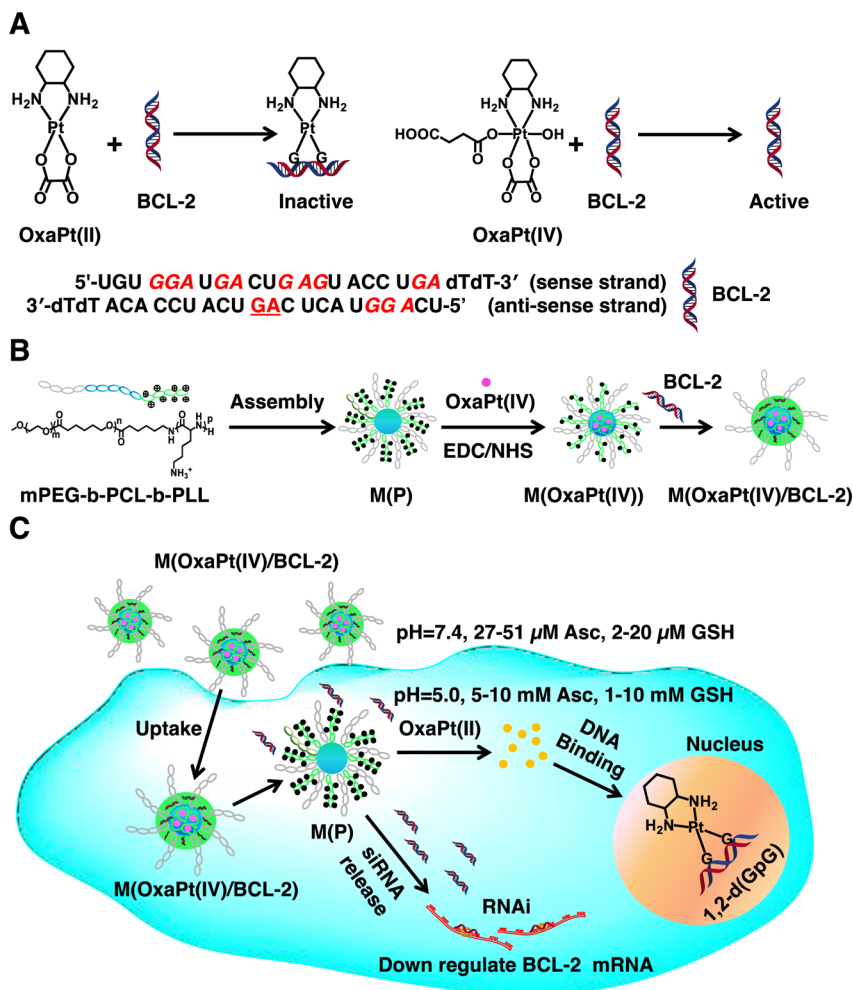 A
NH₂ NH₂
Pt
O O
O O
OxaPt(II)
+
BCL-2
H₂N NH₂
Pt
G G
Inactive
H₂N NH₂
HOOC O Pt OH
O O O
O O
OxaPt(IV)
+
BCL-2
Active
5'-UGU GGA UGA CUG AGU ACC UGA dTdT-3′ (sense strand)
3′-dTdT ACA CCU ACU GAC UCA UGG ACU-5’ (anti-sense strand)
BCL-2
B
mPEG-b-PCL-b-PLL
O O m O O n O N H O H N H p
NH₃⁺
Assembly
M(P)
OxaPt(IV)
EDC/NHS
M(OxaPt(IV))
BCL-2
M(OxaPt(IV)/BCL-2)
C
M(OxaPt(IV)/BCL-2)
pH=7.4, 27-51 µM Asc, 2-20 µM GSH
pH=5.0, 5-10 mM Asc, 1-10 mM GSH
Uptake
M(OxaPt(IV)/BCL-2)
M(P)
OxaPt(II)
DNA
Binding
Nucleus
NH₂
H₂N Pt
G G
1,2-d(GpG)
siRNA
release
RNAi
Down regulate BCL-2 mRNA